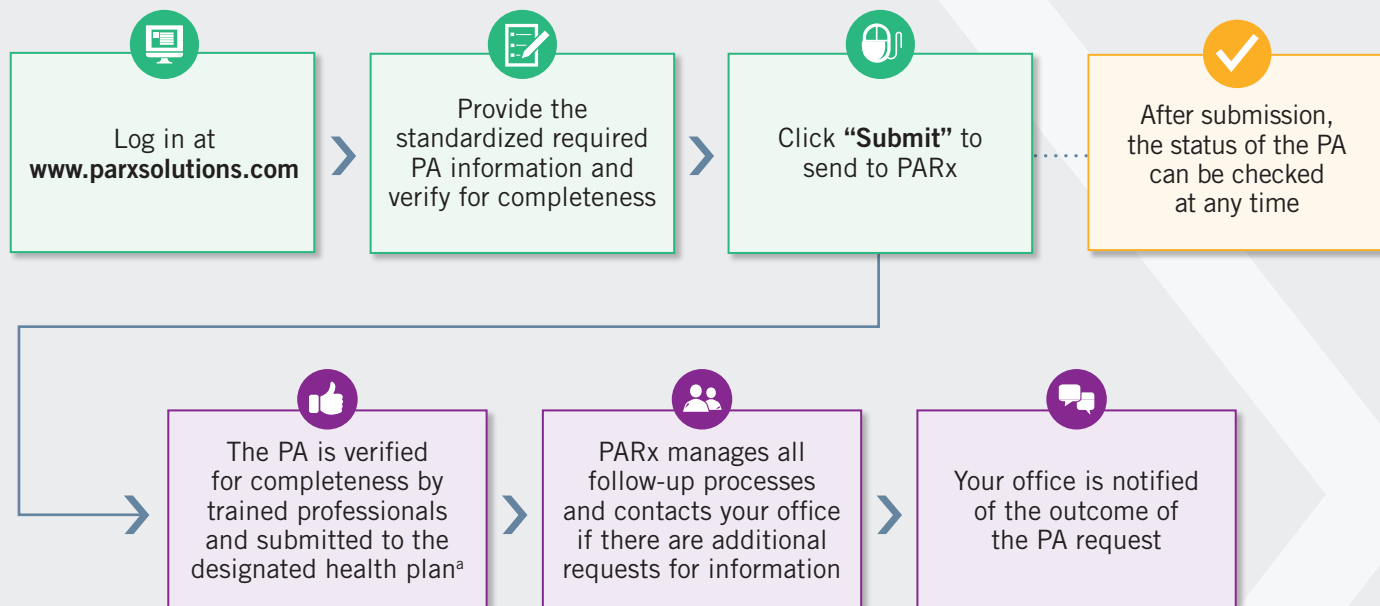 Log in at
www.parxsolutions.com
Provide the
standardized required
PA information and
verify for completeness
Click “Submit” to
send to PARx
After submission,
the status of the PA
can be checked
at any time
The PA is verified
for completeness by
trained professionals
and submitted to the
designated health planᵃ
PARx manages all
follow-up processes
and contacts your office
if there are additional
requests for information
Your office is notified
of the outcome of
the PA request